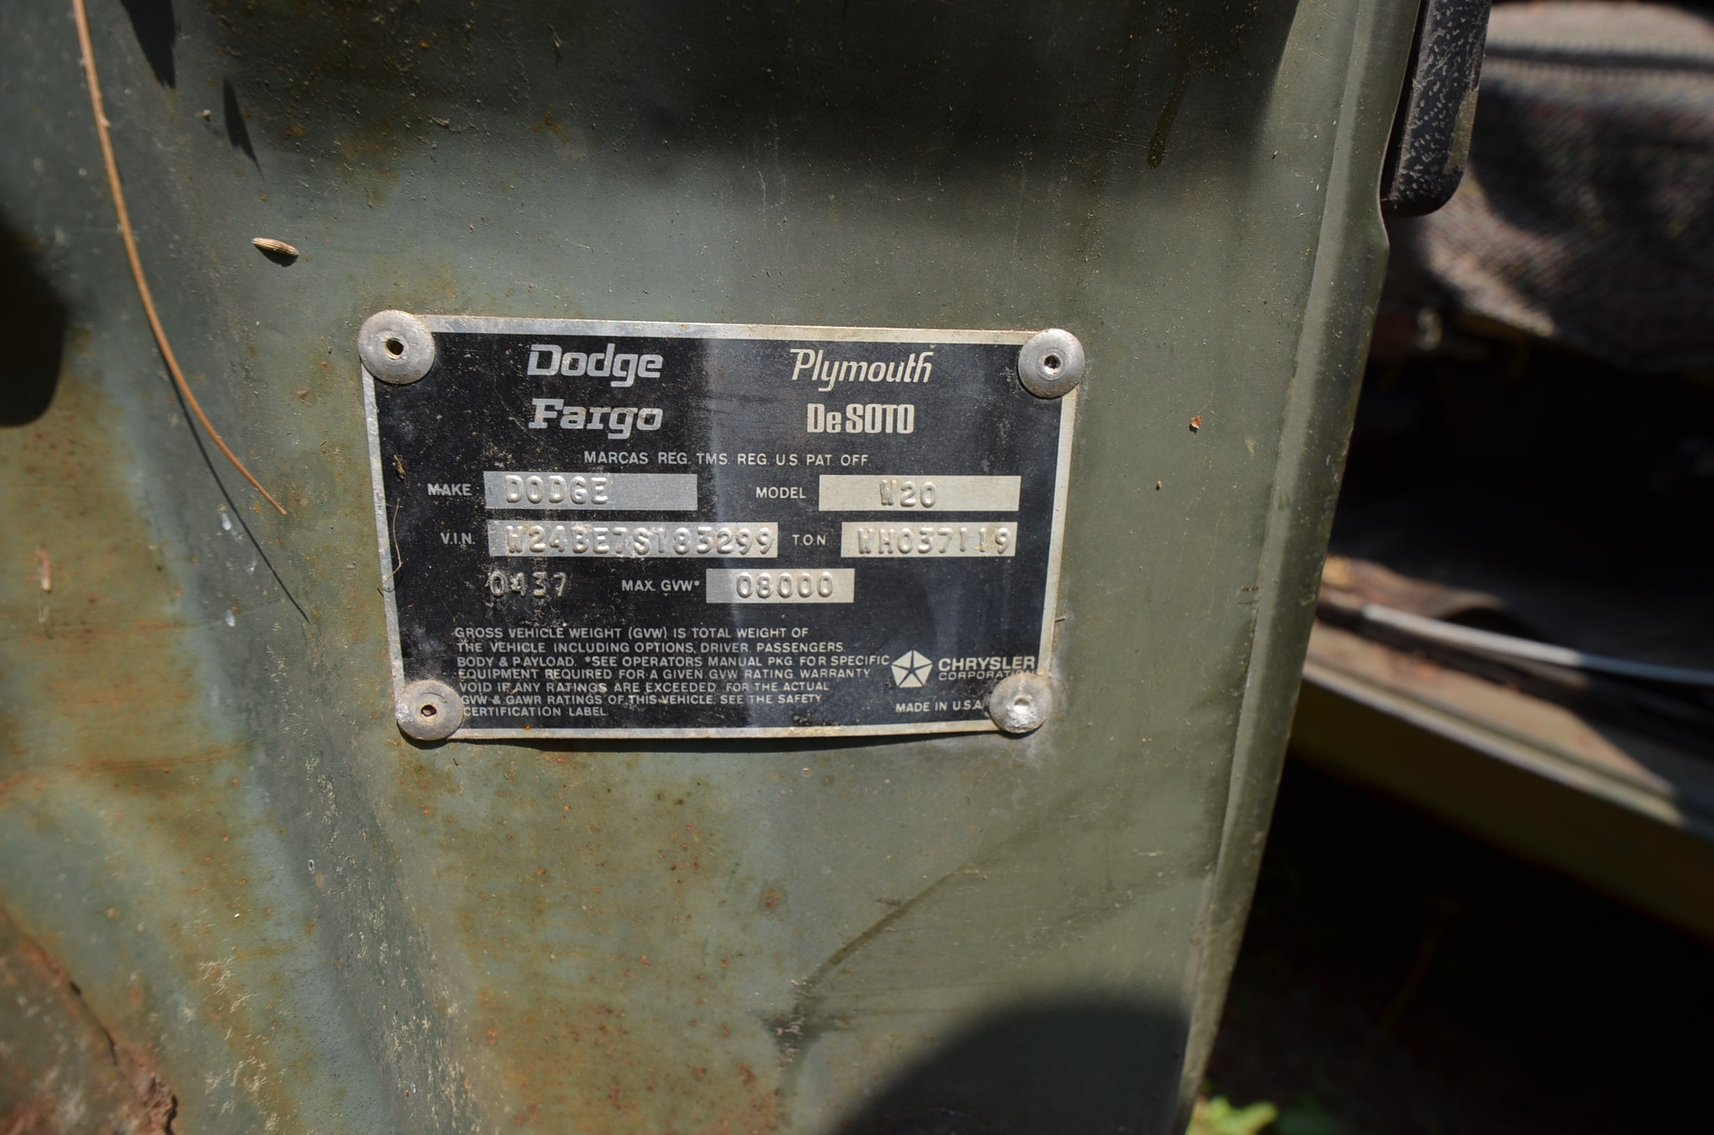 Dodge Plymouth
Fargo De SOTO
MARCAS REG. TMS. REG. U.S. PAT. OFF.
MAKE DODGE MODEL W20
V.I.N. W24BE7S183299 T.O.N. WH037119
0437 MAX. GVW* 08000
GROSS VEHICLE WEIGHT (GVW) IS TOTAL WEIGHT OF
THE VEHICLE INCLUDING OPTIONS, DRIVER, PASSENGERS
BODY & PAYLOAD. *SEE OPERATORS MANUAL PKG. FOR SPECIFIC
EQUIPMENT REQUIRED FOR A GIVEN GVW RATING WARRANTY
VOID IF ANY RATINGS ARE EXCEEDED. FOR THE ACTUAL
GVW & GAWR RATINGS OF THIS VEHICLE, SEE THE SAFETY
CERTIFICATION LABEL
CHRYSLER
CORPORATION
MADE IN U.S.A.